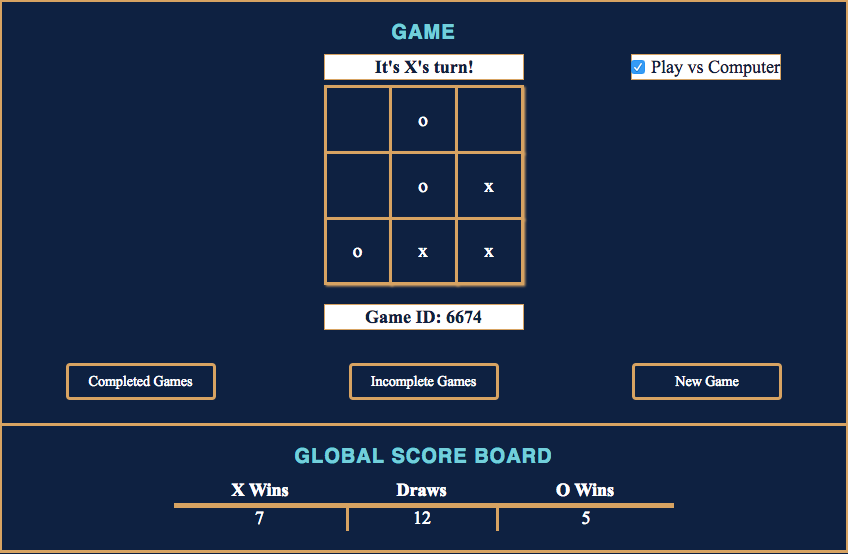 GAME
It's X's turn!
Play vs Computer
o
o x
o x x
Game ID: 6674
Completed Games Incomplete Games New Game
GLOBAL SCORE BOARD
X Wins Draws O Wins
7 12 5